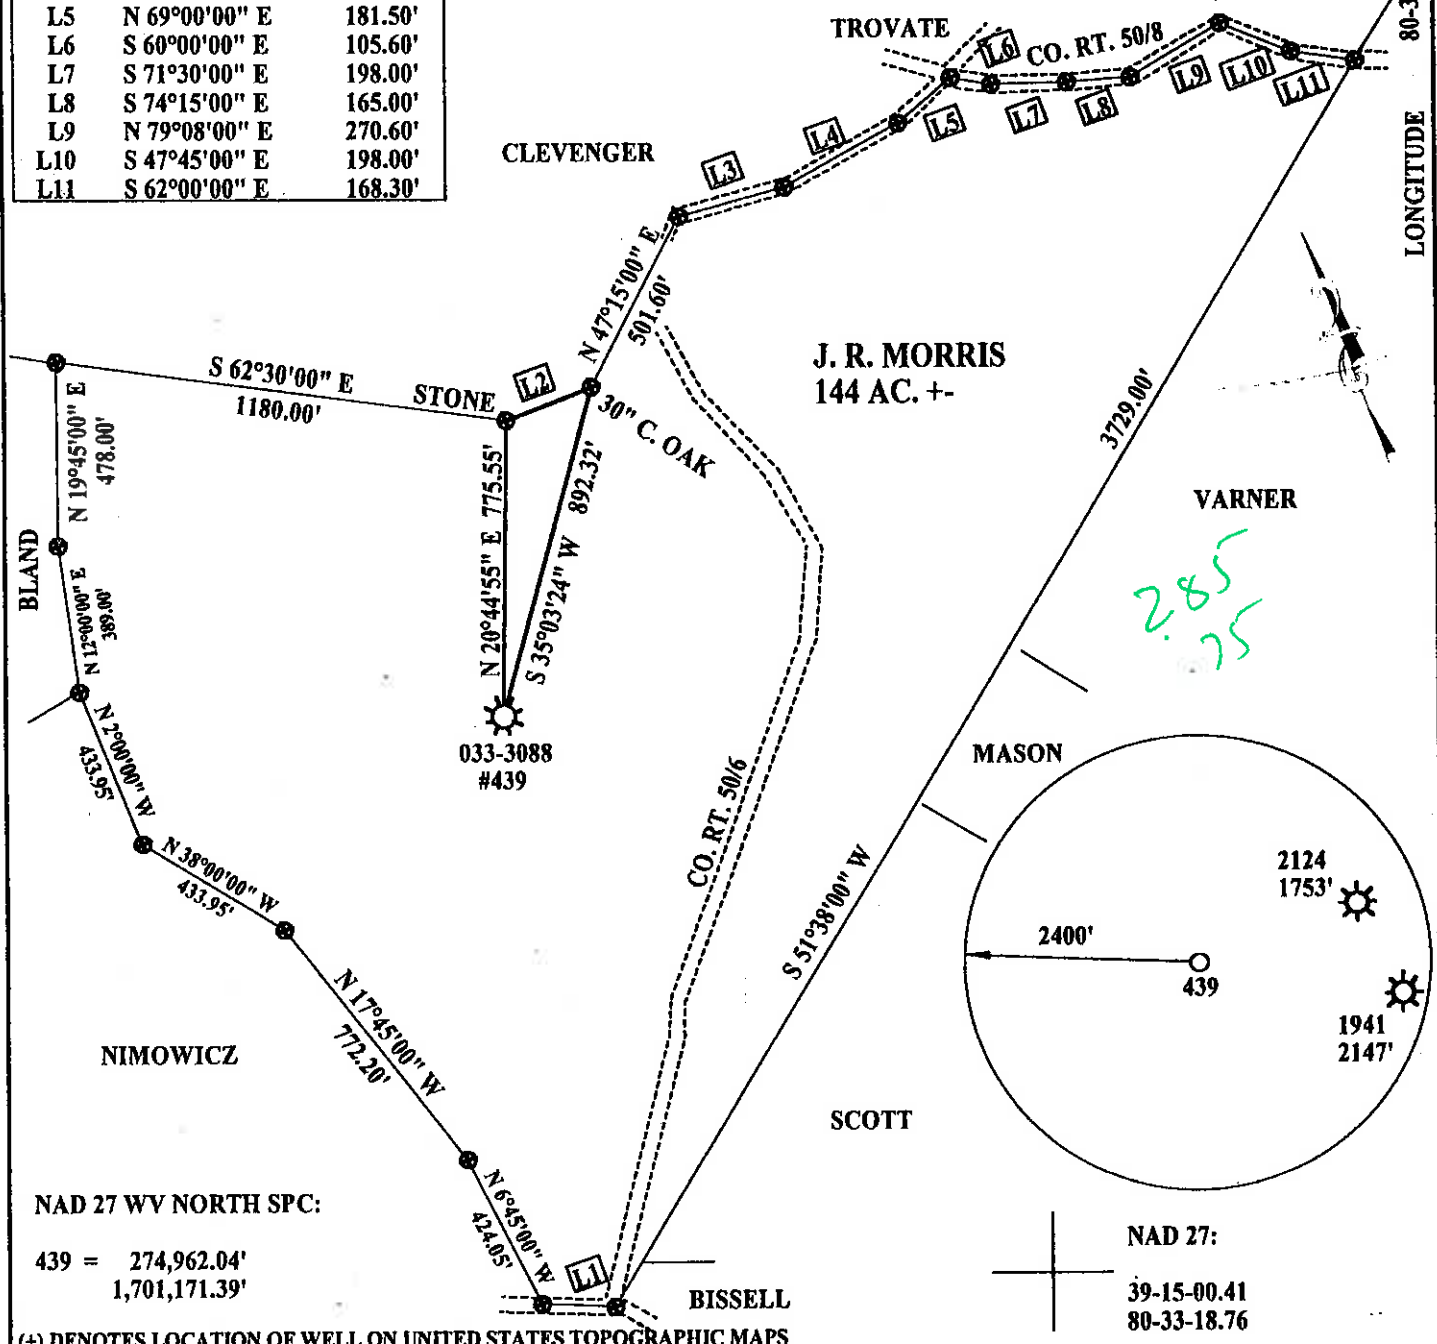 L5 N 69°00'00" E 181.50'
L6 S 60°00'00" E 105.60'
L7 S 71°30'00" E 198.00'
L8 S 74°15'00" E 165.00'
L9 N 79°08'00" E 270.60'
L10 S 47°45'00" E 198.00'
L11 S 62°00'00" E 168.30'
TROVATE
L6
CO. RT. 50/8
80-3
LONGITUDE
L9
L10
L11
L7
L8
L5
L4
L3
CLEVENGER
N 47°15'00" E
501.60'
J. R. MORRIS
144 AC. +-
S 62°30'00" E
1180.00'
STONE
L2
30" C. OAK
3729.00'
N 19°45'00" E
478.00'
VARNER
BLAND
N 12°00'00" E
389.00'
N 20°44'55" E 775.55'
S 35°03'24" W 892.32'
2.85
75
N 2°00'00" W
433.95'
033-3088
#439
MASON
CO. RT. 50/6
N 38°00'00" W
433.95'
S 51°38'00" W
2124
1753'
2400'
439
1941
2147'
N 17°45'00" W
772.20'
NIMOWICZ
SCOTT
N 6°45'00" W
424.05'
L1
BISSELL
NAD 27 WV NORTH SPC:
439 = 274,962.04'
1,701,171.39'
NAD 27:
39-15-00.41
80-33-18.76
(+) DENOTES LOCATION OF WELL ON UNITED STATES TOPOGRAPHIC MAPS